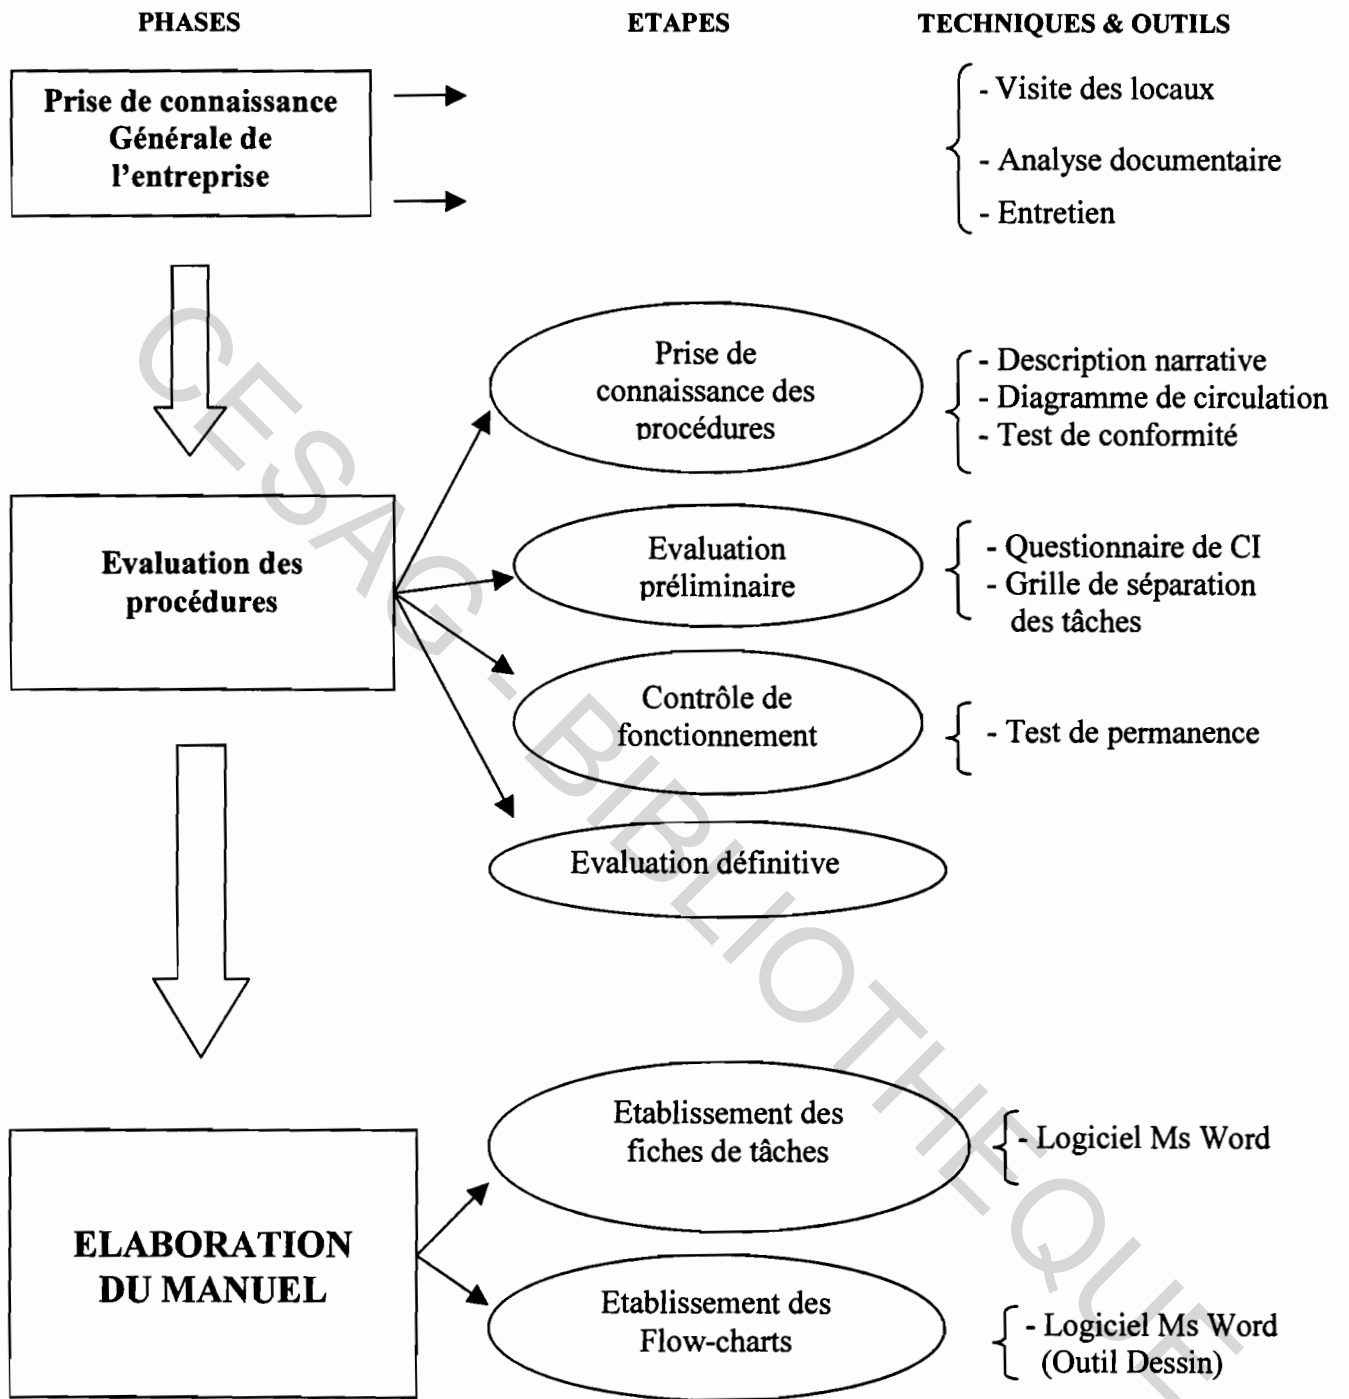 PHASES ETAPES TECHNIQUES & OUTILS
Prise de connaissance
Générale de
l'entreprise
- Visite des locaux
- Analyse documentaire
- Entretien
Prise de
connaissance des
procédures
- Description narrative
- Diagramme de circulation
- Test de conformité
Evaluation des
procédures
Evaluation
préliminaire
- Questionnaire de CI
- Grille de séparation
des tâches
Contrôle de
fonctionnement
- Test de permanence
Evaluation définitive
Etablissement des
fiches de tâches
- Logiciel Ms Word
ELABORATION
DU MANUEL
Etablissement des
Flow-charts
- Logiciel Ms Word
(Outil Dessin)
CESAG - BIBLIOTHEQUE